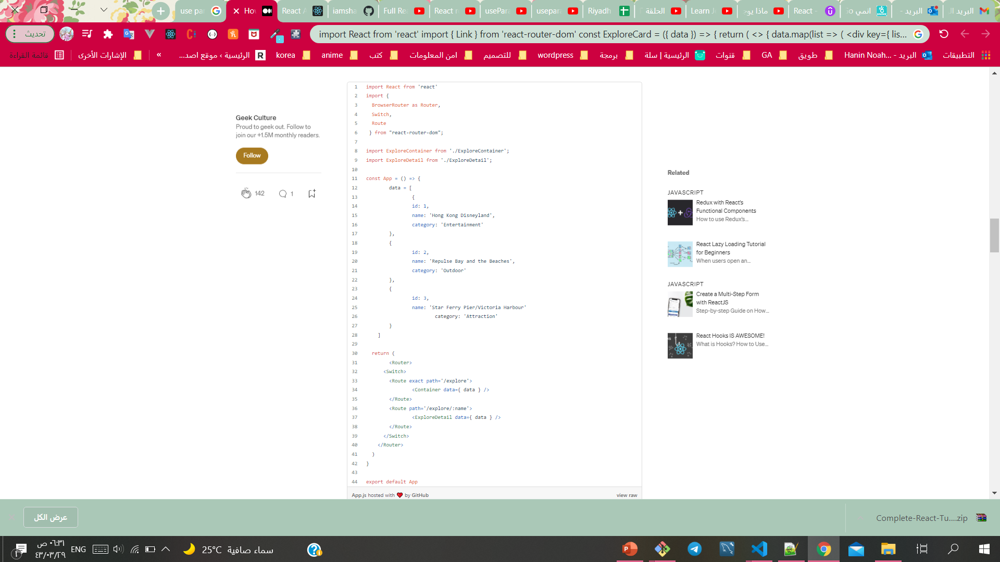 use par
How
React A
iamsha
Full Re
React r
usePara
usepara
Riyadh
الحلقة
Learn J
ماذا يوجد
React -
انمي
البريد -
البريد ال
تحديث
import React from 'react' import { Link } from 'react-router-dom' const ExploreCard = ({ data }) => { return ( <> { data.map(list => ( <div key={ lis...
التطبيقات
البريد - Hanin Noah...
طويق
GA
قنوات
الرئيسية | سلة
برمجة
wordpress
للتصميم
امن المعلومات
كتب
anime
korea
الرئيسية › موقع اصد...
»
الإشارات الأخرى
قائمة القراءة
Geek Culture
Proud to geek out. Follow to
join our +1.5M monthly readers.
Follow
142
1
1 import React from 'react'
2 import {
3 BrowserRouter as Router,
4 Switch,
5 Route
6 } from "react-router-dom";
7
8 import ExploreContainer from './ExploreContainer';
9 import ExploreDetail from './ExploreDetail';
10
11 const App = () => {
12 data = [
13 {
14 id: 1,
15 name: 'Hong Kong Disneyland',
16 category: 'Entertainment'
17 },
18 {
19 id: 2,
20 name: 'Repulse Bay and the Beaches',
21 category: 'Outdoor'
22 },
23 {
24 id: 3,
25 name: 'Star Ferry Pier/Victoria Harbour'
26 category: 'Attraction'
27 }
28 ]
29
30 return (
31 <Router>
32 <Switch>
33 <Route exact path='/explore'>
34 <Container data={ data } />
35 </Route>
36 <Route path='/explore/:name'>
37 <ExploreDetail data={ data } />
38 </Route>
39 </Switch>
40 </Router>
41 )
42 }
43
44 export default App
App.js hosted with ❤ by GitHub
view raw
Related
JAVASCRIPT
Redux with React's
Functional Components
How to use Redux's...
React Lazy Loading Tutorial
for Beginners
When users open an...
JAVASCRIPT
Create a Multi-Step Form
with ReactJS
Step-by-step Guide on How...
React Hooks IS AWESOME!
What is Hooks? How to Use...
عرض الكل
Complete-React-Tu....zip
٠٦:٣١ ص
٤٣/٠٣/٢٩
ENG
25°C سماء صافية